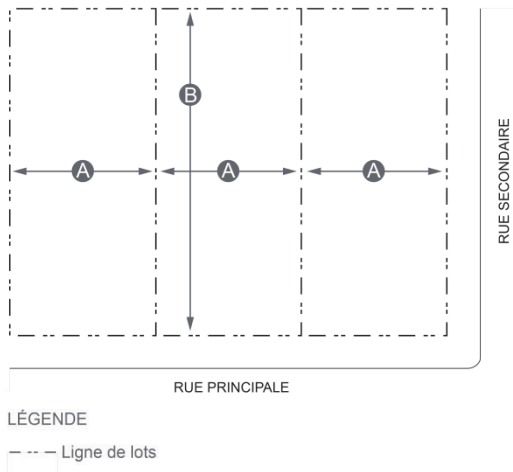 B
A A A
RUE SECONDAIRE
RUE PRINCIPALE
LÉGENDE
Ligne de lots